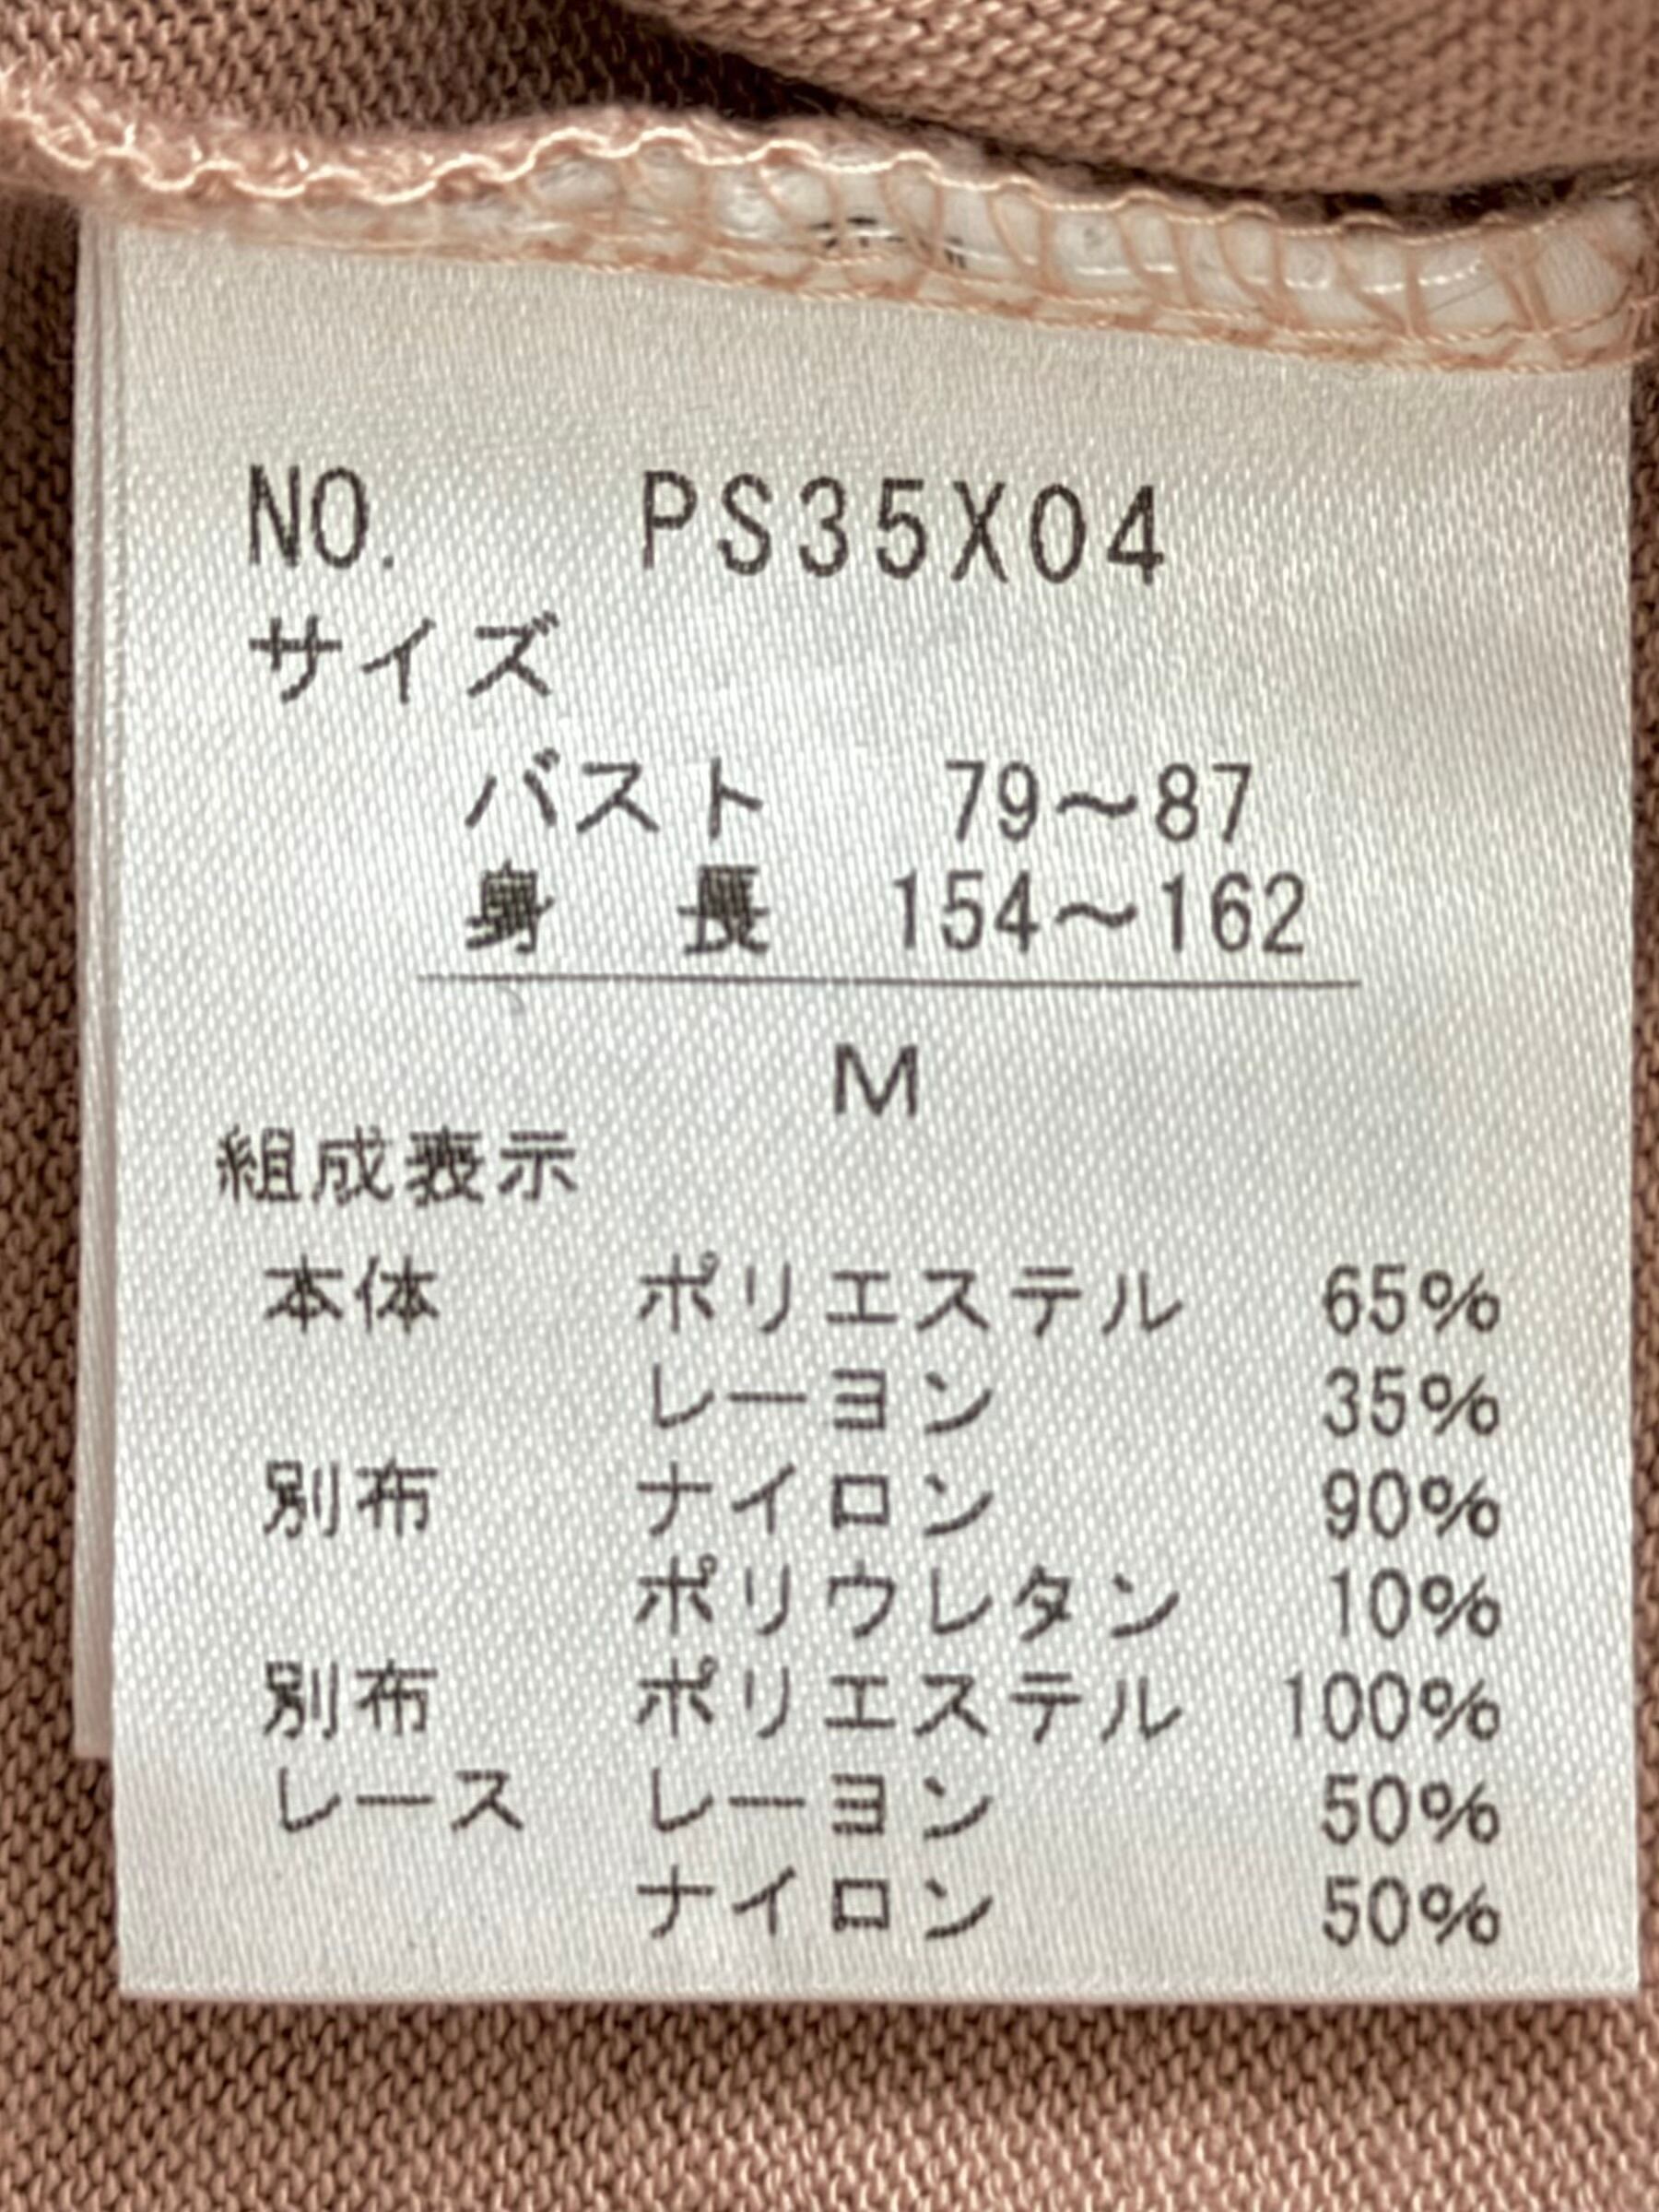 NO. PS35X04
サイズ
バスト 79～87
身長 154～162
M
組成表示
本体 ポリエステル 65%
レーヨン 35%
別布 ナイロン 90%
ポリウレタン 10%
別布 ポリエステル 100%
レース レーヨン 50%
ナイロン 50%